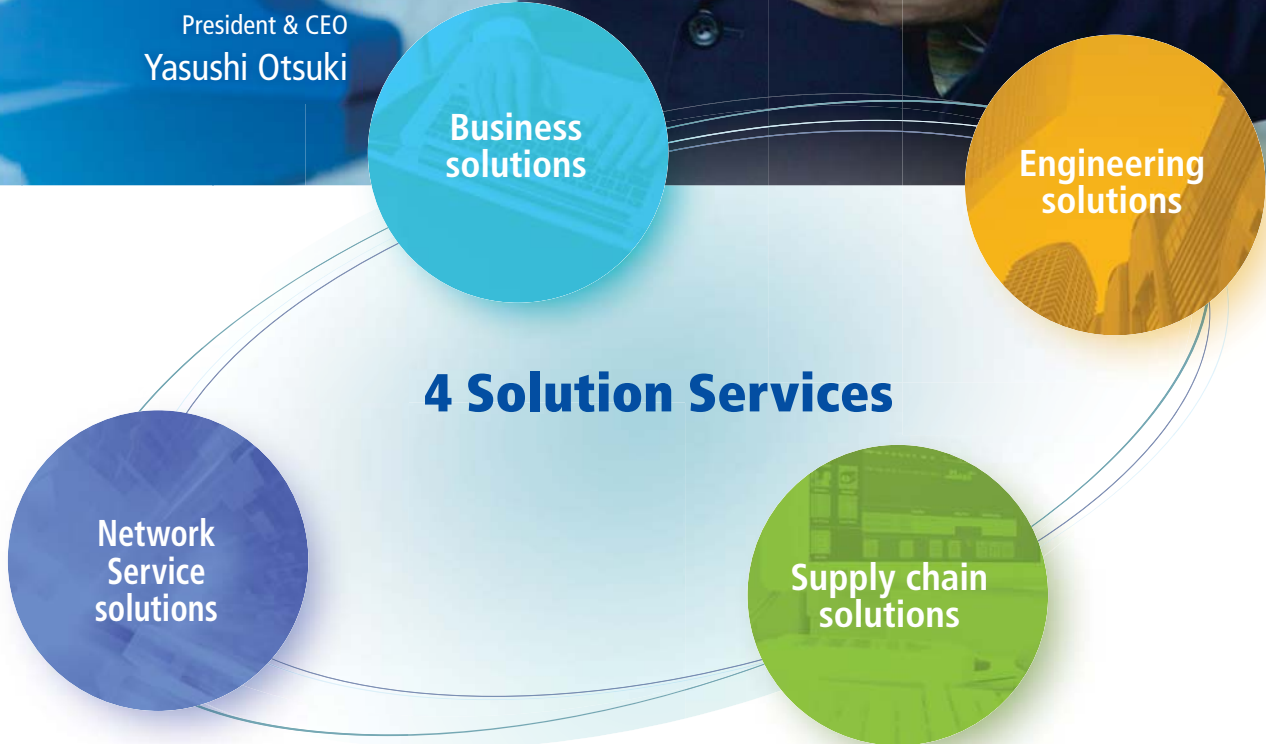 President & CEO
Yasushi Otsuki
Business
solutions
Engineering
solutions
4 Solution Services
Network
Service
solutions
Supply chain
solutions